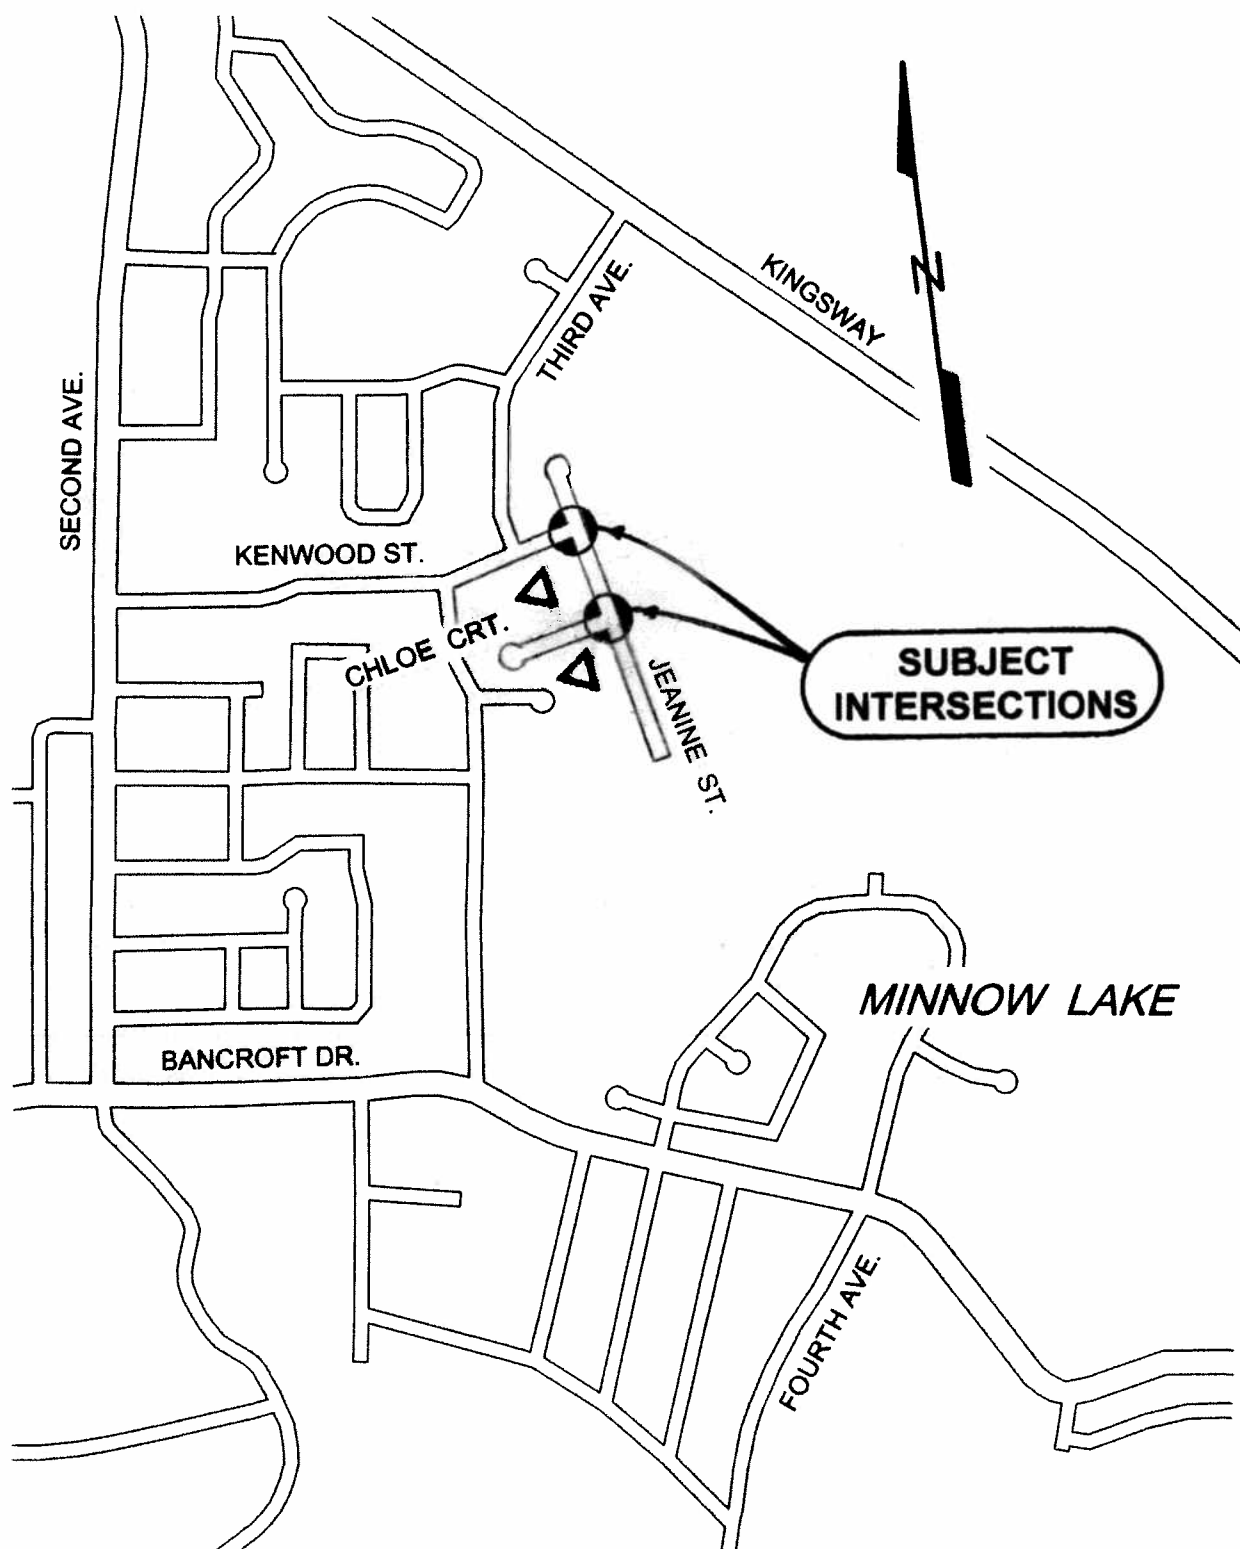 N
KINGSWAY
THIRD AVE.
SECOND AVE.
KENWOOD ST.
CHLOE CRT.
JEANINE ST.
SUBJECT
INTERSECTIONS
MINNOW LAKE
BANCROFT DR.
FOURTH AVE.